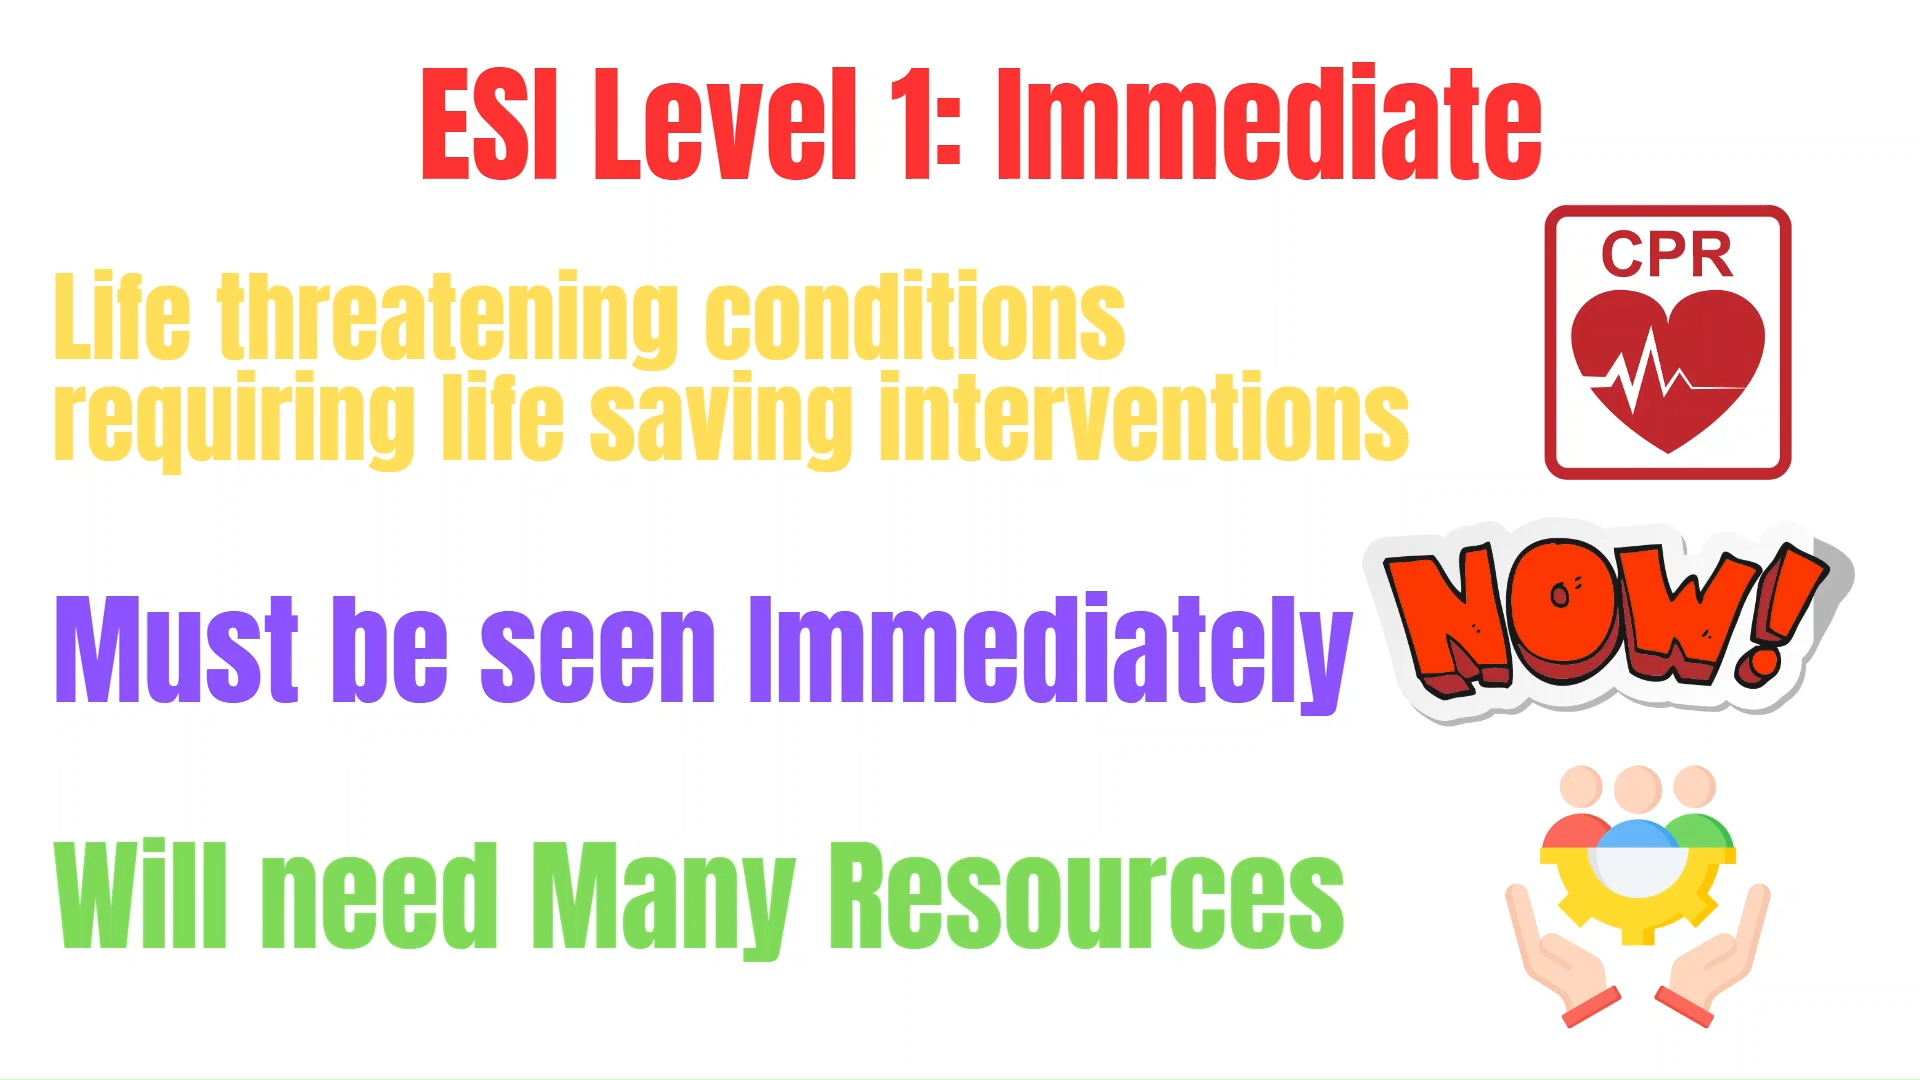 ESI Level 1: Immediate
CPR
Life threatening conditions
requiring life saving interventions
Must be seen Immediately
NOW!
Will need Many Resources